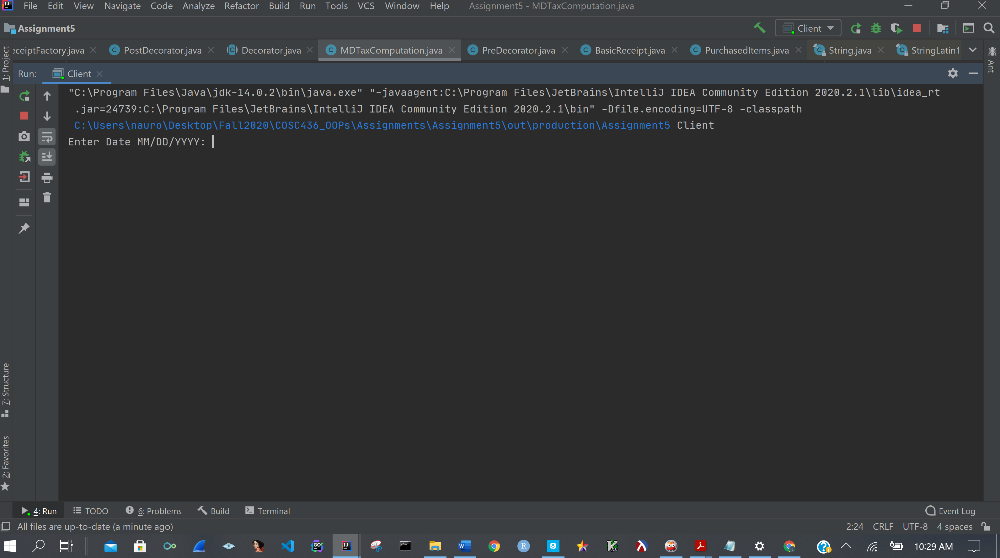 File Edit View Navigate Code Analyze Refactor Build Run Tools VCS Window Help Assignment5 - MDTaxComputation.java
Assignment5 Client
eceiptFactory.java PostDecorator.java Decorator.java MDTaxComputation.java PreDecorator.java BasicReceipt.java PurchasedItems.java String.java StringLatin1
1: Project
Ant
Run: Client
"C:\Program Files\Java\jdk-14.0.2\bin\java.exe" "-javaagent:C:\Program Files\JetBrains\IntelliJ IDEA Community Edition 2020.2.1\lib\idea_rt
.jar=24739:C:\Program Files\JetBrains\IntelliJ IDEA Community Edition 2020.2.1\bin" -Dfile.encoding=UTF-8 -classpath
C:\Users\nauro\Desktop\Fall2020\COSC436_OOPs\Assignments\Assignment5\out\production\Assignment5 Client
Enter Date MM/DD/YYYY:
7: Structure
2: Favorites
4: Run TODO 6: Problems Build Terminal Event Log
All files are up-to-date (a minute ago) 2:24 CRLF UTF-8 4 spaces
10:29 AM